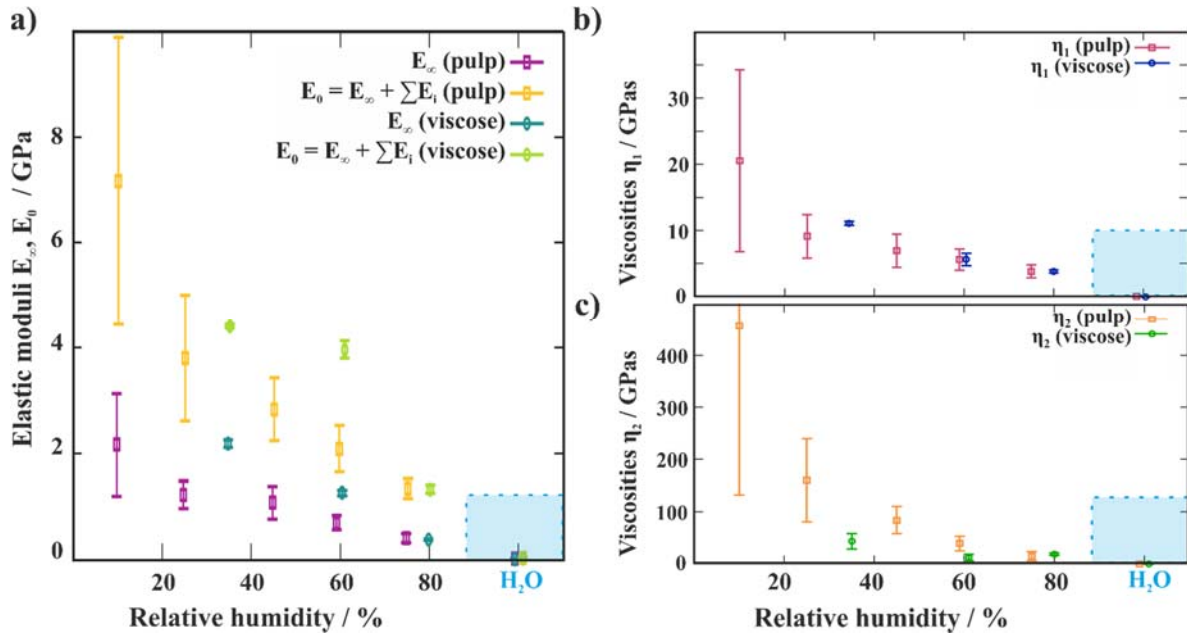 a)
Elastic moduli E∞, E₀ / GPa
8
6
4
2
0
E∞ (pulp)
E₀ = E∞ + ∑Eᵢ (pulp)
E∞ (viscose)
E₀ = E∞ + ∑Eᵢ (viscose)
20 40 60 80 H₂O
Relative humidity / %
b)
Viscosities η₁ / GPas
30
20
10
0
η₁ (pulp)
η₁ (viscose)
c)
Viscosities η₂ / GPas
400
300
200
100
0
η₂ (pulp)
η₂ (viscose)
20 40 60 80 H₂O
Relative humidity / %